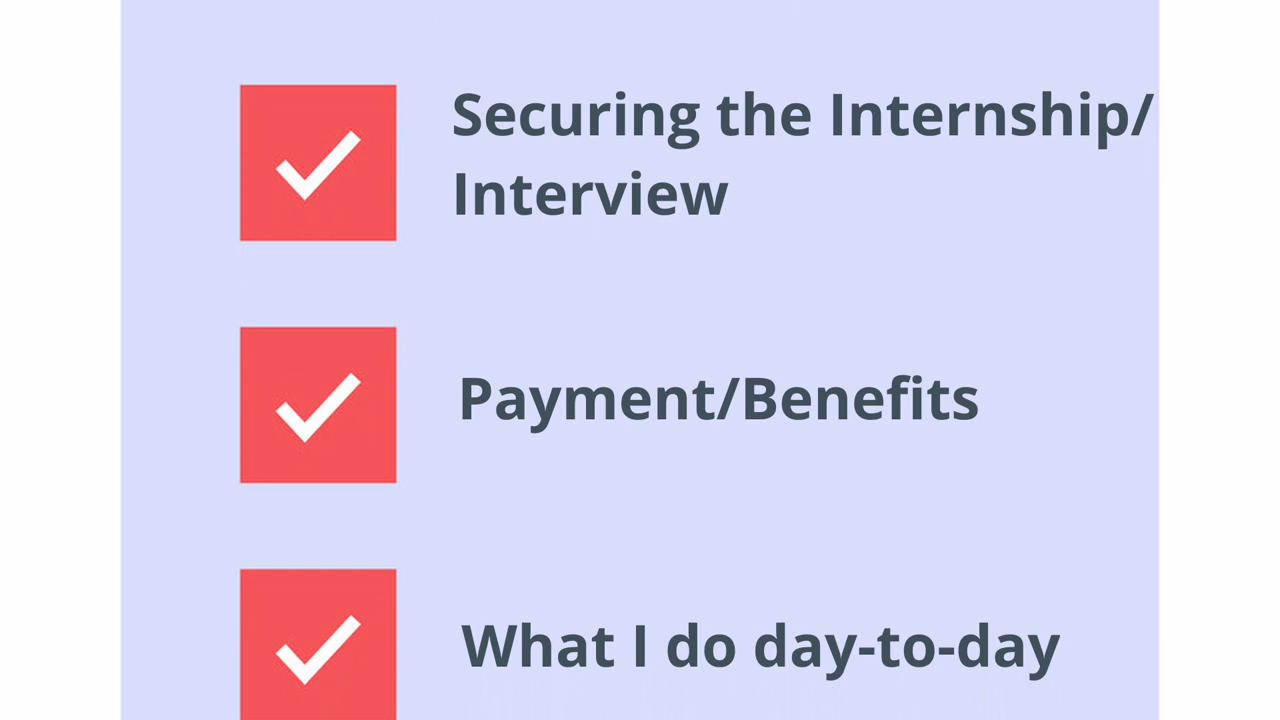 Securing the Internship/
Interview
Payment/Benefits
What I do day-to-day